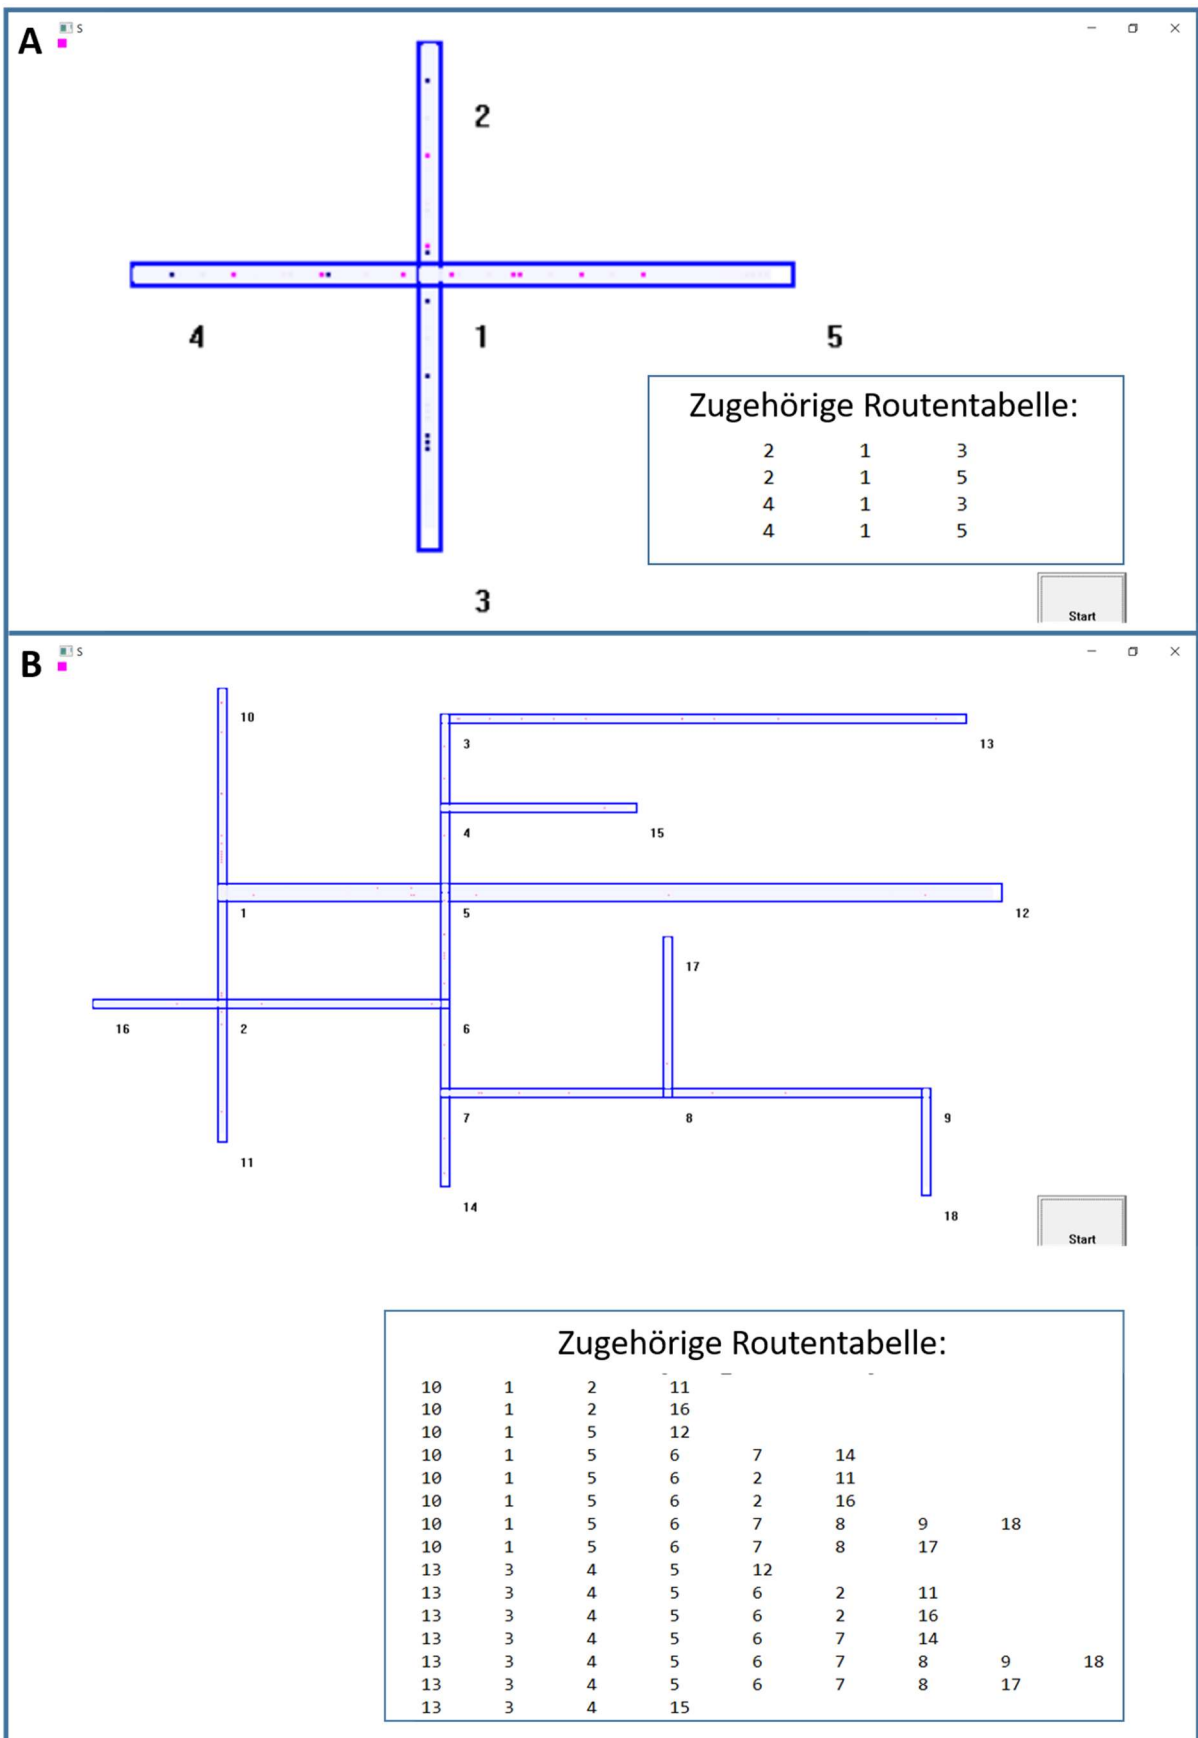 A
S
2
4 1 5
Zugehörige Routentabelle:
2 1 3
2 1 5
4 1 3
4 1 5
3
Start
B
S
10
3 13
4 15
1 5 12
17
16 2 6
7 8 9
11
14
18
Start
Zugehörige Routentabelle:
10 1 2 11
10 1 2 16
10 1 5 12
10 1 5 6 7 14
10 1 5 6 2 11
10 1 5 6 2 16
10 1 5 6 7 8 9 18
10 1 5 6 7 8 17
13 3 4 5 12
13 3 4 5 6 2 11
13 3 4 5 6 2 16
13 3 4 5 6 7 14
13 3 4 5 6 7 8 9 18
13 3 4 5 6 7 8 17
13 3 4 15